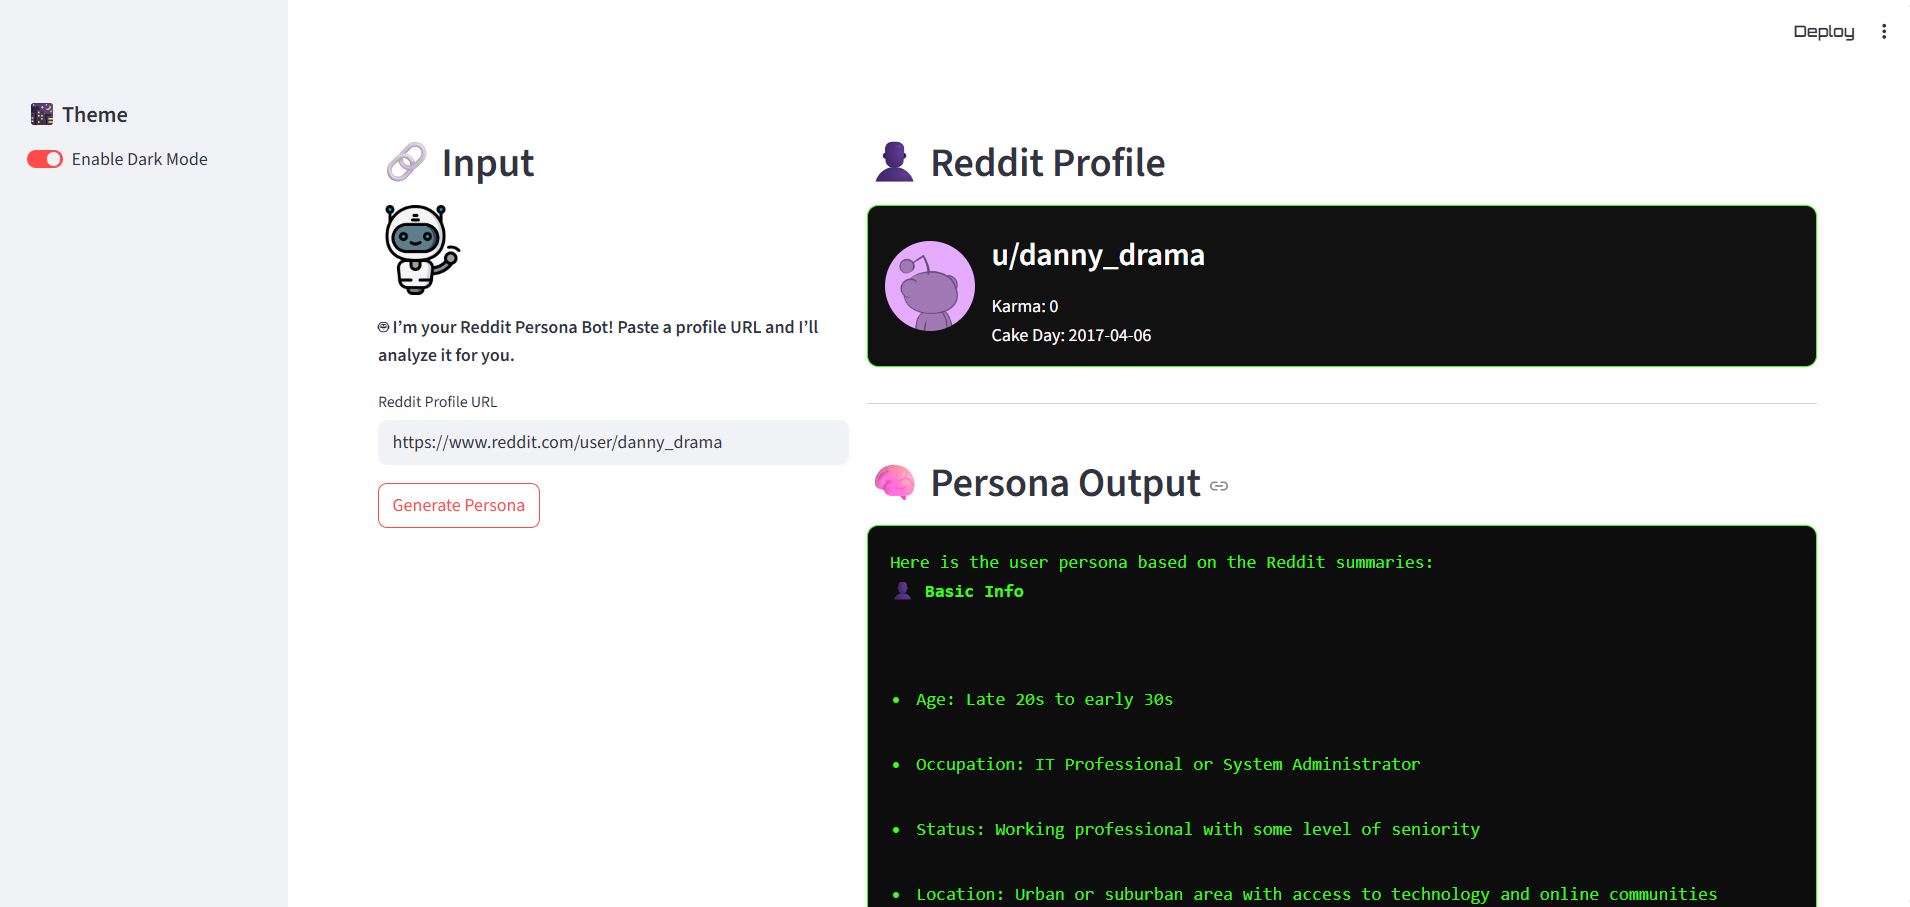 Deploy
Theme
Enable Dark Mode
Input
I’m your Reddit Persona Bot! Paste a profile URL and I’ll
analyze it for you.
Reddit Profile URL
https://www.reddit.com/user/danny_drama
Generate Persona
Reddit Profile
u/danny_drama
Karma: 0
Cake Day: 2017-04-06
Persona Output
Here is the user persona based on the Reddit summaries:
Basic Info
• Age: Late 20s to early 30s
• Occupation: IT Professional or System Administrator
• Status: Working professional with some level of seniority
• Location: Urban or suburban area with access to technology and online communities